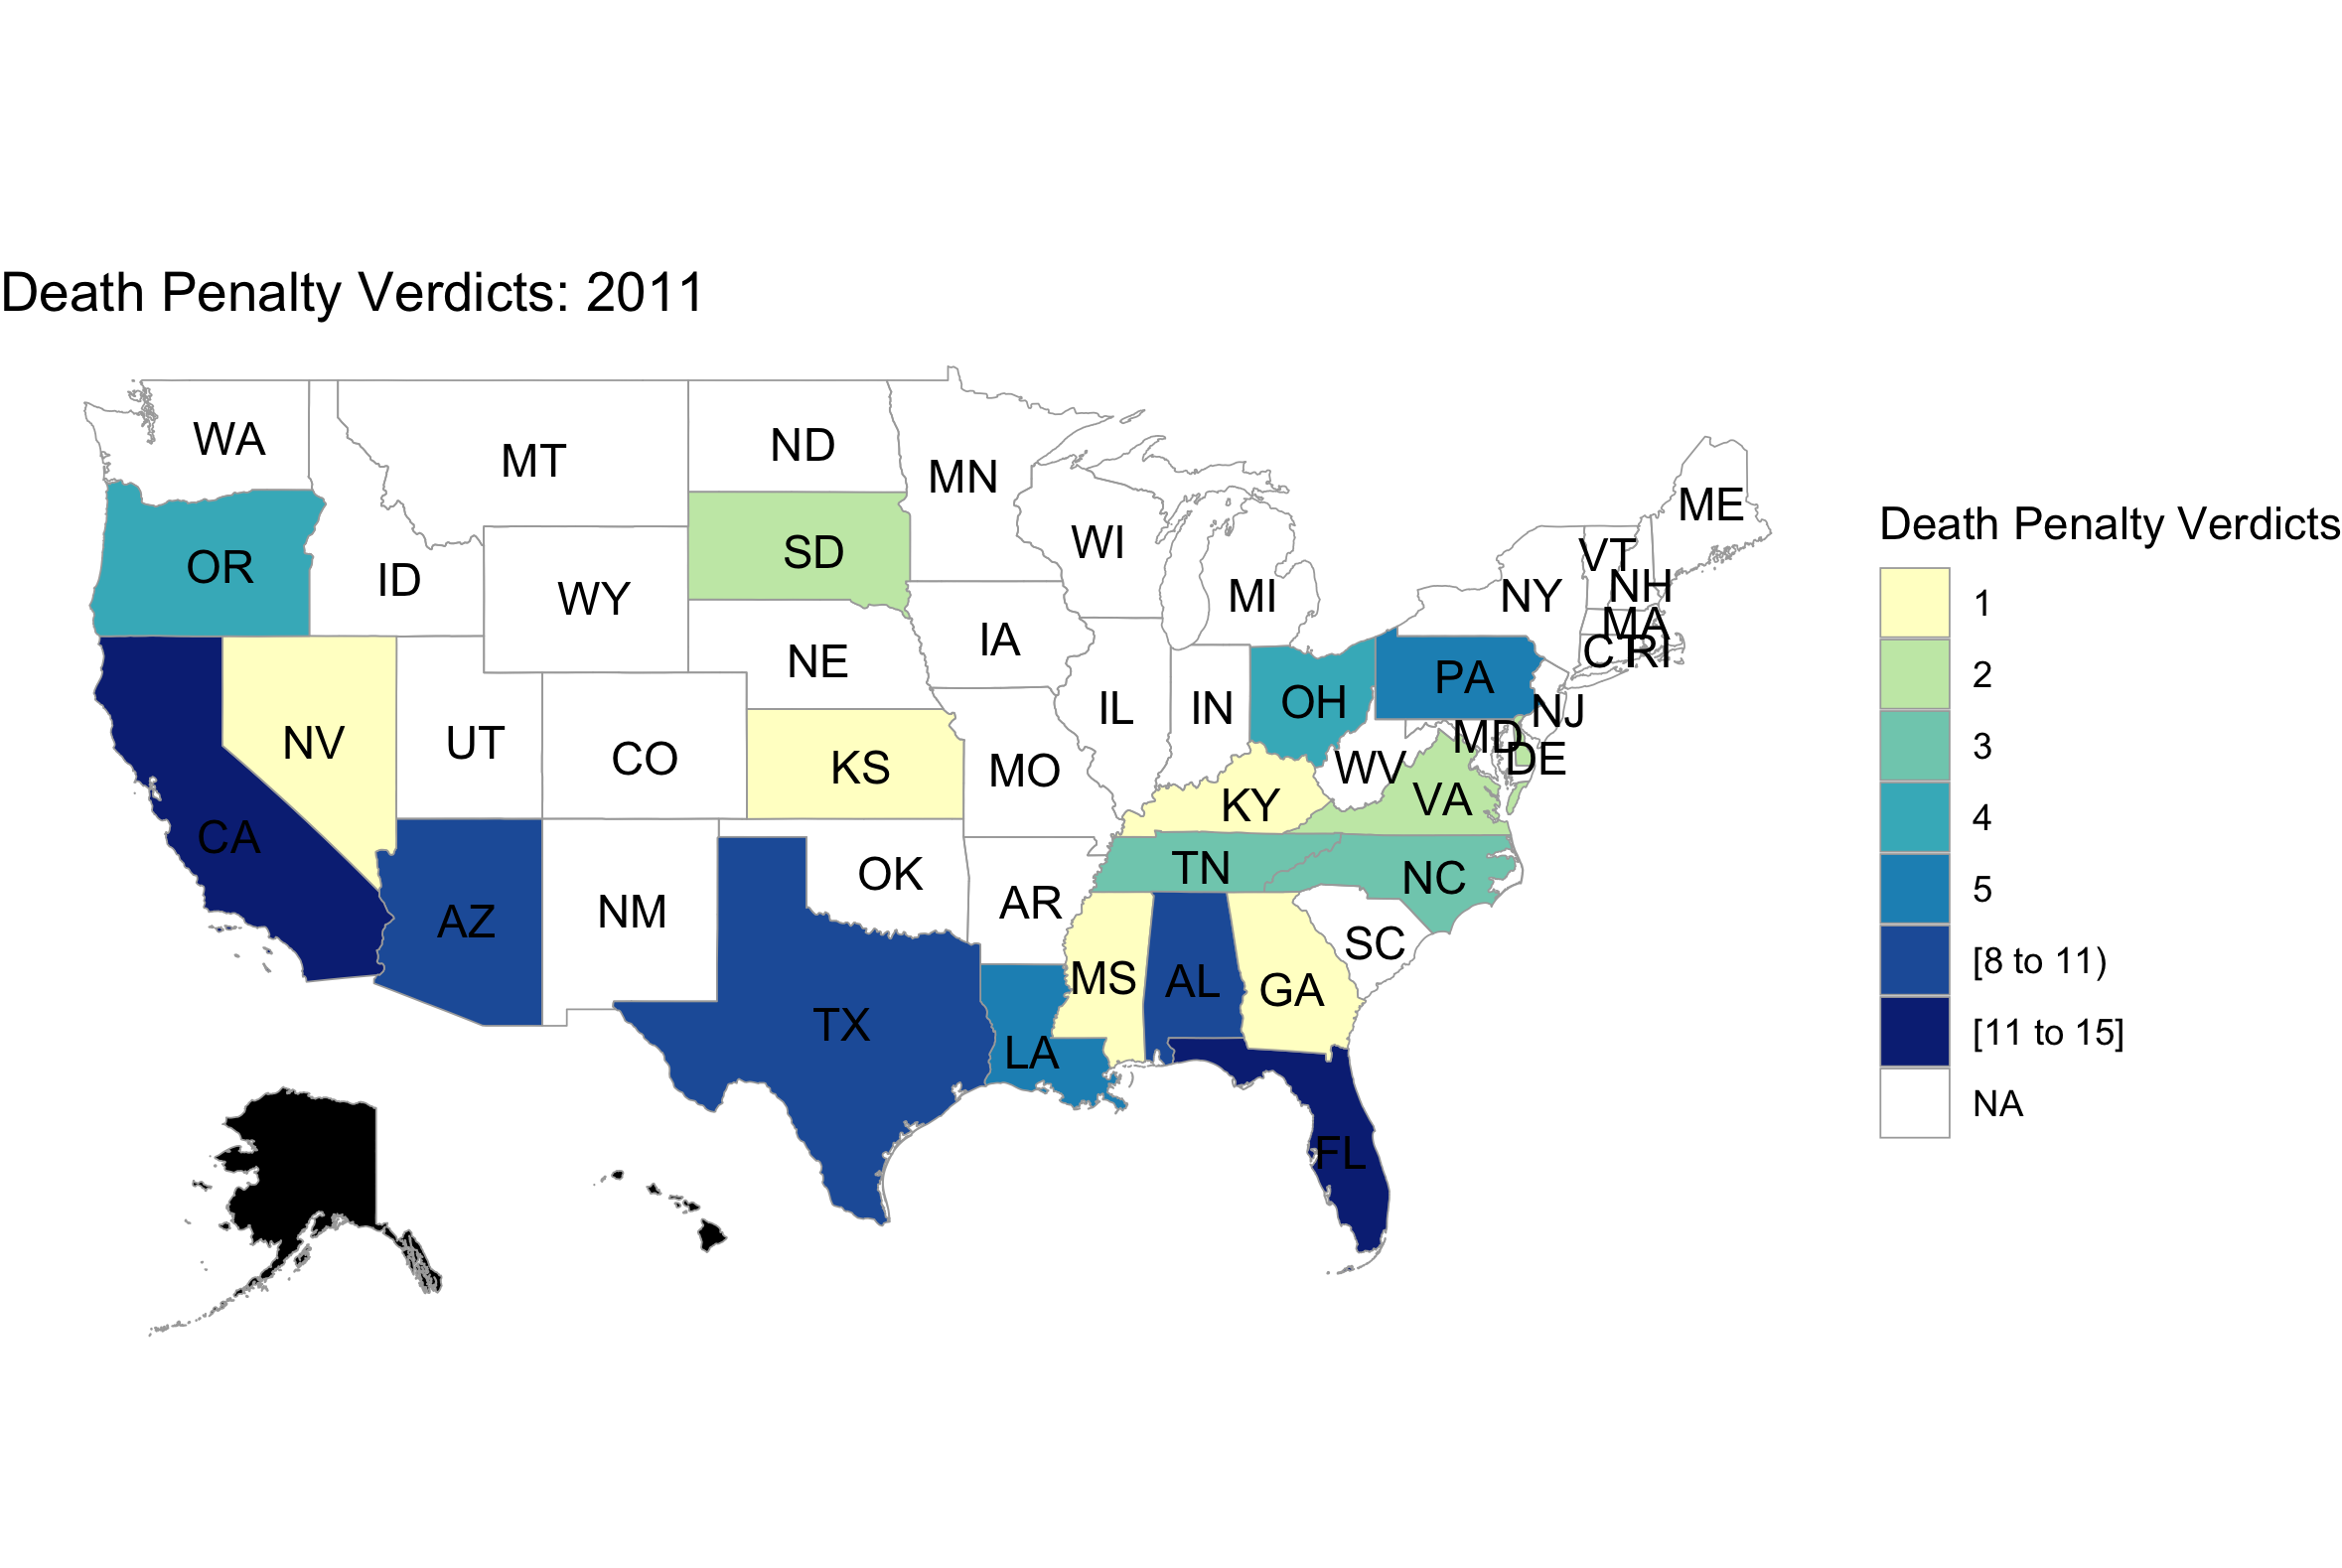 Death Penalty Verdicts: 2011
WA
MT
ND
MN
ME
OR
ID
SD
WI
VT
WY
MI
NY
NH
MA
IA
NE
CT
RI
PA
OH
IL
IN
NJ
NV
UT
CO
KS
MO
MD
DE
WV
VA
KY
CA
TN
NC
OK
AR
AZ
NM
SC
MS
AL
GA
TX
LA
FL
Death Penalty Verdicts
1
2
3
4
5
[8 to 11)
[11 to 15]
NA